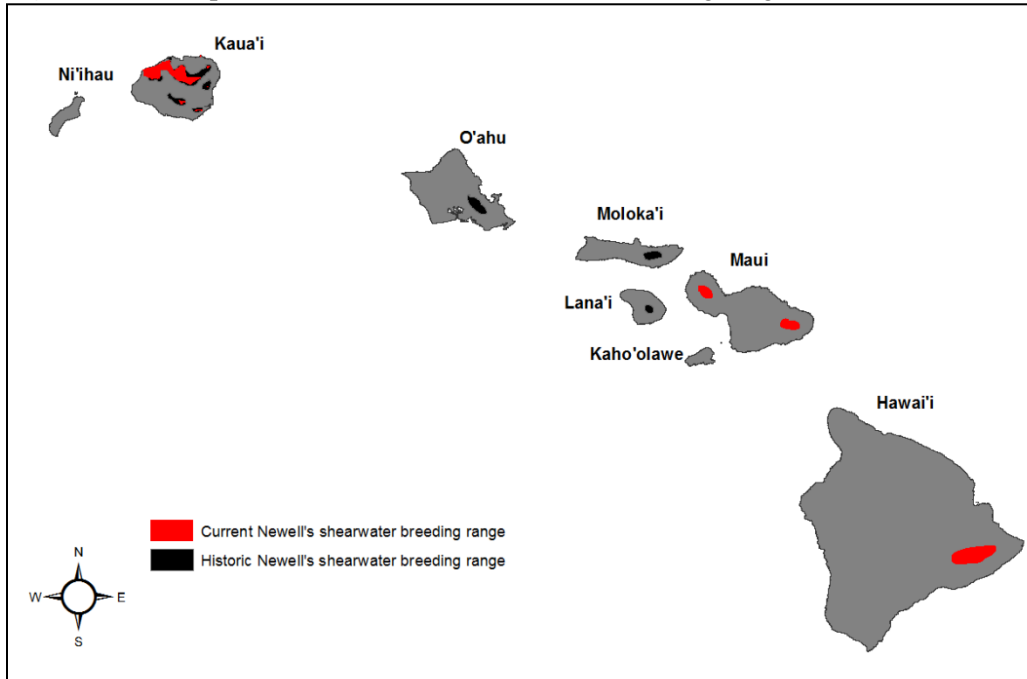 Kaua'i
Ni'ihau
O'ahu
Moloka'i
Maui
Lana'i
Kaho'olawe
Hawai'i
Current Newell's shearwater breeding range
Historic Newell's shearwater breeding range
N
W E
S